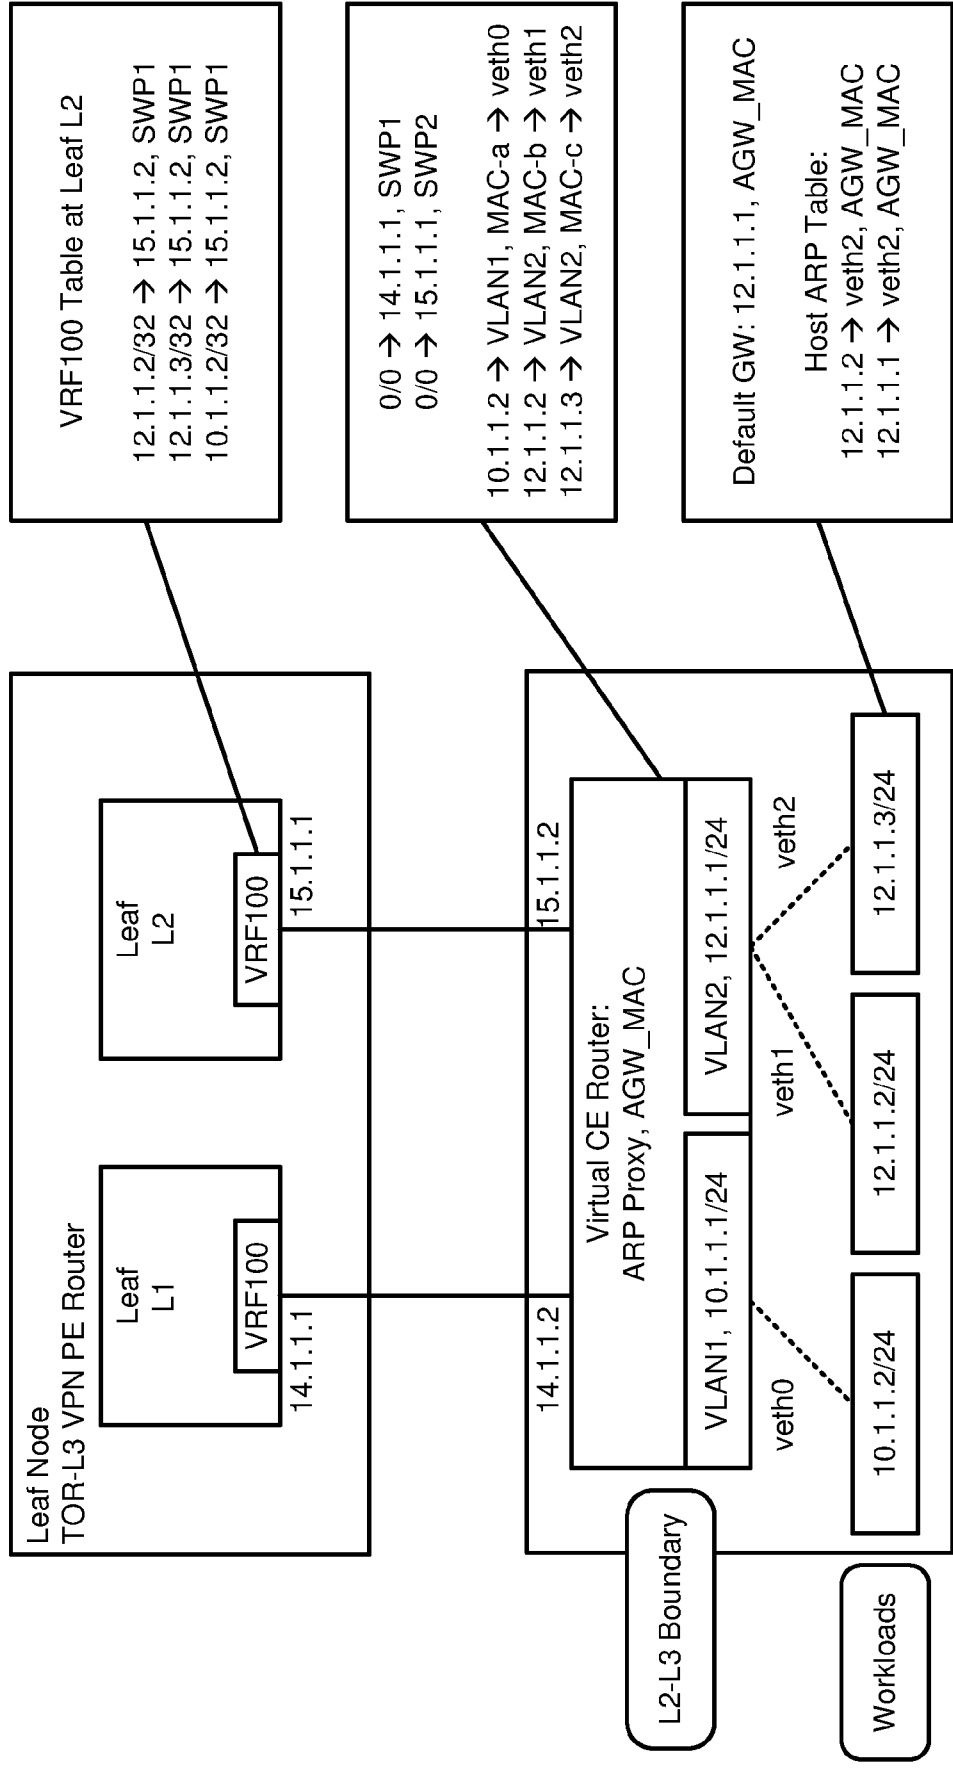 Leaf Node
TOR-L3 VPN PE Router
Leaf
L1
VRF100
14.1.1.1
Leaf
L2
VRF100
15.1.1.1
VRF100 Table at Leaf L2
12.1.1.2/32 → 15.1.1.2, SWP1
12.1.1.3/32 → 15.1.1.2, SWP1
10.1.1.2/32 → 15.1.1.2, SWP1
14.1.1.2
15.1.1.2
L2-L3 Boundary
Virtual CE Router:
ARP Proxy, AGW_MAC
VLAN1, 10.1.1.1/24
VLAN2, 12.1.1.1/24
0/0 → 14.1.1.1, SWP1
0/0 → 15.1.1.1, SWP2
10.1.1.2 → VLAN1, MAC-a → veth0
12.1.1.2 → VLAN2, MAC-b → veth1
12.1.1.3 → VLAN2, MAC-c → veth2
veth0
veth1
veth2
Workloads
10.1.1.2/24
12.1.1.2/24
12.1.1.3/24
Default GW: 12.1.1.1, AGW_MAC
Host ARP Table:
12.1.1.2 → veth2, AGW_MAC
12.1.1.1 → veth2, AGW_MAC